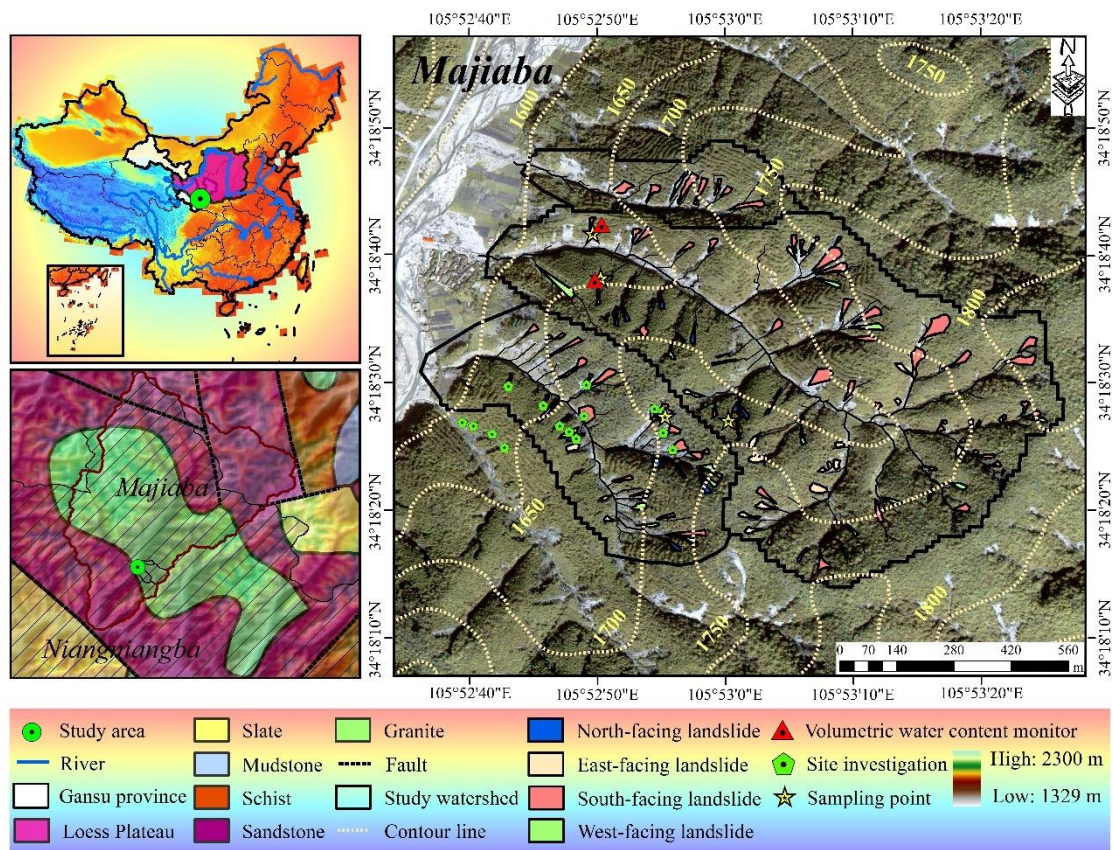 105°52'40"E 105°52'50"E 105°53'0"E 105°53'10"E 105°53'20"E
Majiaba
N
1750
1600
1650
1700
1750
1800
1650
1700
1750
1800
34°18'50"N
34°18'40"N
34°18'30"N
34°18'20"N
34°18'10"N
34°18'50"N
34°18'40"N
34°18'30"N
34°18'20"N
34°18'10"N
0 70 140 280 420 560
m
105°52'40"E 105°52'50"E 105°53'0"E 105°53'10"E 105°53'20"E
Majiaba
Niangniangba
Study area
River
Gansu province
Loess Plateau
Slate
Mudstone
Schist
Sandstone
Granite
Fault
Study watershed
Contour line
North-facing landslide
East-facing landslide
South-facing landslide
West-facing landslide
Volumetric water content monitor
Site investigation
Sampling point
High: 2300 m
Low: 1329 m